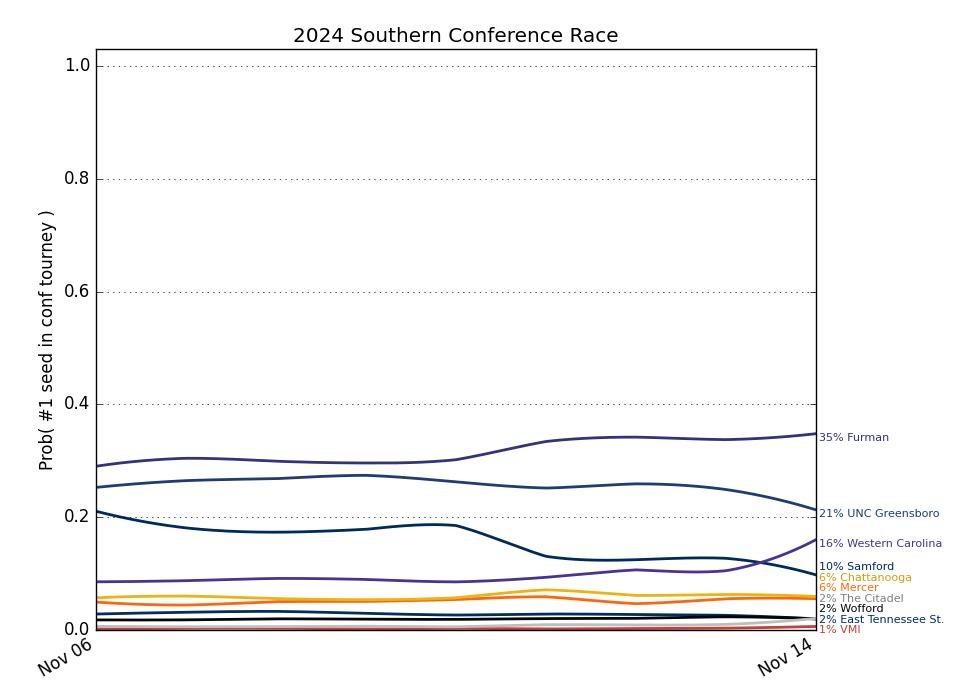 2024 Southern Conference Race
Prob( #1 seed in conf tourney )
1.0
0.8
0.6
0.4
0.2
0.0
Nov 06
Nov 14
35% Furman
21% UNC Greensboro
16% Western Carolina
10% Samford
6% Chattanooga
6% Mercer
2% The Citadel
2% Wofford
2% East Tennessee St.
1% VMI